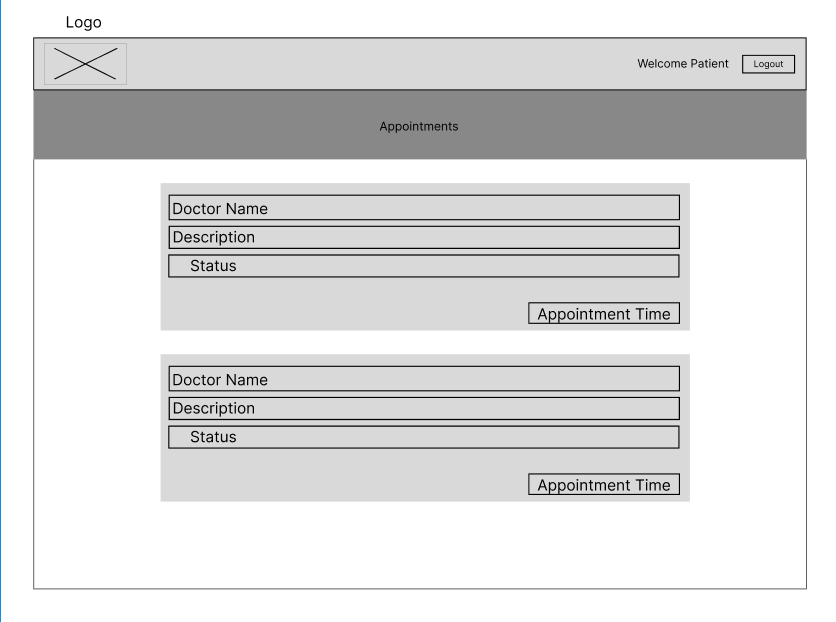 Logo
Welcome Patient
Logout
Appointments
Doctor Name
Description
Status
Appointment Time
Doctor Name
Description
Status
Appointment Time